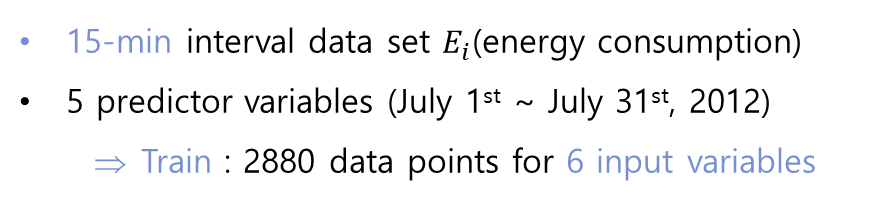 • 15-min interval data set Eᵢ(energy consumption)
• 5 predictor variables (July 1st ~ July 31st, 2012)
⇒ Train : 2880 data points for 6 input variables